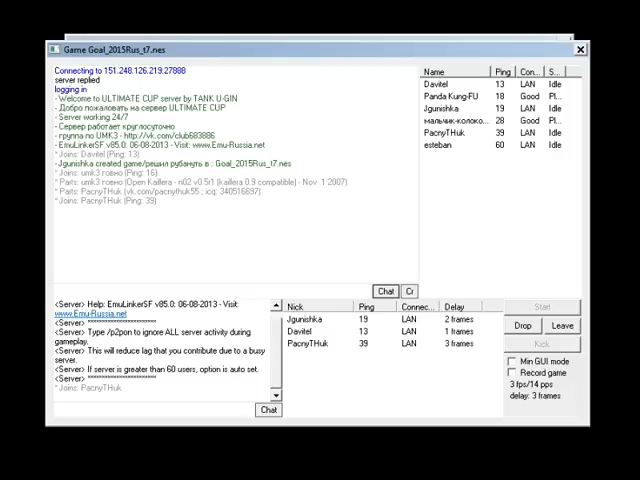 Game Goal_2015Rus_t7.nes
Connecting to 151.248.126.219.27888
server replied
logging in
- Welcome to ULTIMATE CUP server by TANK U-GIN
- Добро пожаловать на сервер ULTIMATE CUP
- Server working 24/7
- Сервер работает круглосуточно
- группа по UMK3 - http://vk.com/club683886
- EmuLinkerSF v85.0: 06-08-2013 - Visit: www.Emu-Russia.net
* Joins: Davitel (Ping: 13)
- Jgunishka created game/решил рубануть в : Goal_2015Rus_t7.nes
* Joins: umk3 говно (Ping: 16)
* Parts: umk3 говно (Open Kaillera - n02 v0.5r1 (kaillera 0.9 compatible) - Nov 1 2007)
* Parts: PacnyTHuk (vk.com/pacnythuk55 ; icq: 340516697)
* Joins: PacnyTHuk (Ping: 39)
Chat
Cr
Name Ping Con... S...
Davitel 13 LAN Idle
Panda Kung-FU 18 Good Pl...
Jgunishka 19 LAN Idle
мальчик-колоко... 28 Good Pl...
PacnyTHuk 39 LAN Idle
esteban 60 LAN Idle
<Server> Help: EmuLinkerSF v85.0: 06-08-2013 - Visit:
www.Emu-Russia.net
<Server> ************************
<Server> Type /p2pon to ignore ALL server activity during
gameplay.
<Server> This will reduce lag that you contribute due to a busy
server.
<Server> If server is greater than 60 users, option is auto set.
<Server> ************************
* Joins: PacnyTHuk
Chat
Nick Ping Connec... Delay
Jgunishka 19 LAN 2 frames
Davitel 13 LAN 1 frames
PacnyTHuk 39 LAN 3 frames
Start
Drop Leave
Kick
Min GUI mode
Record game
3 fps/14 pps
delay: 3 frames